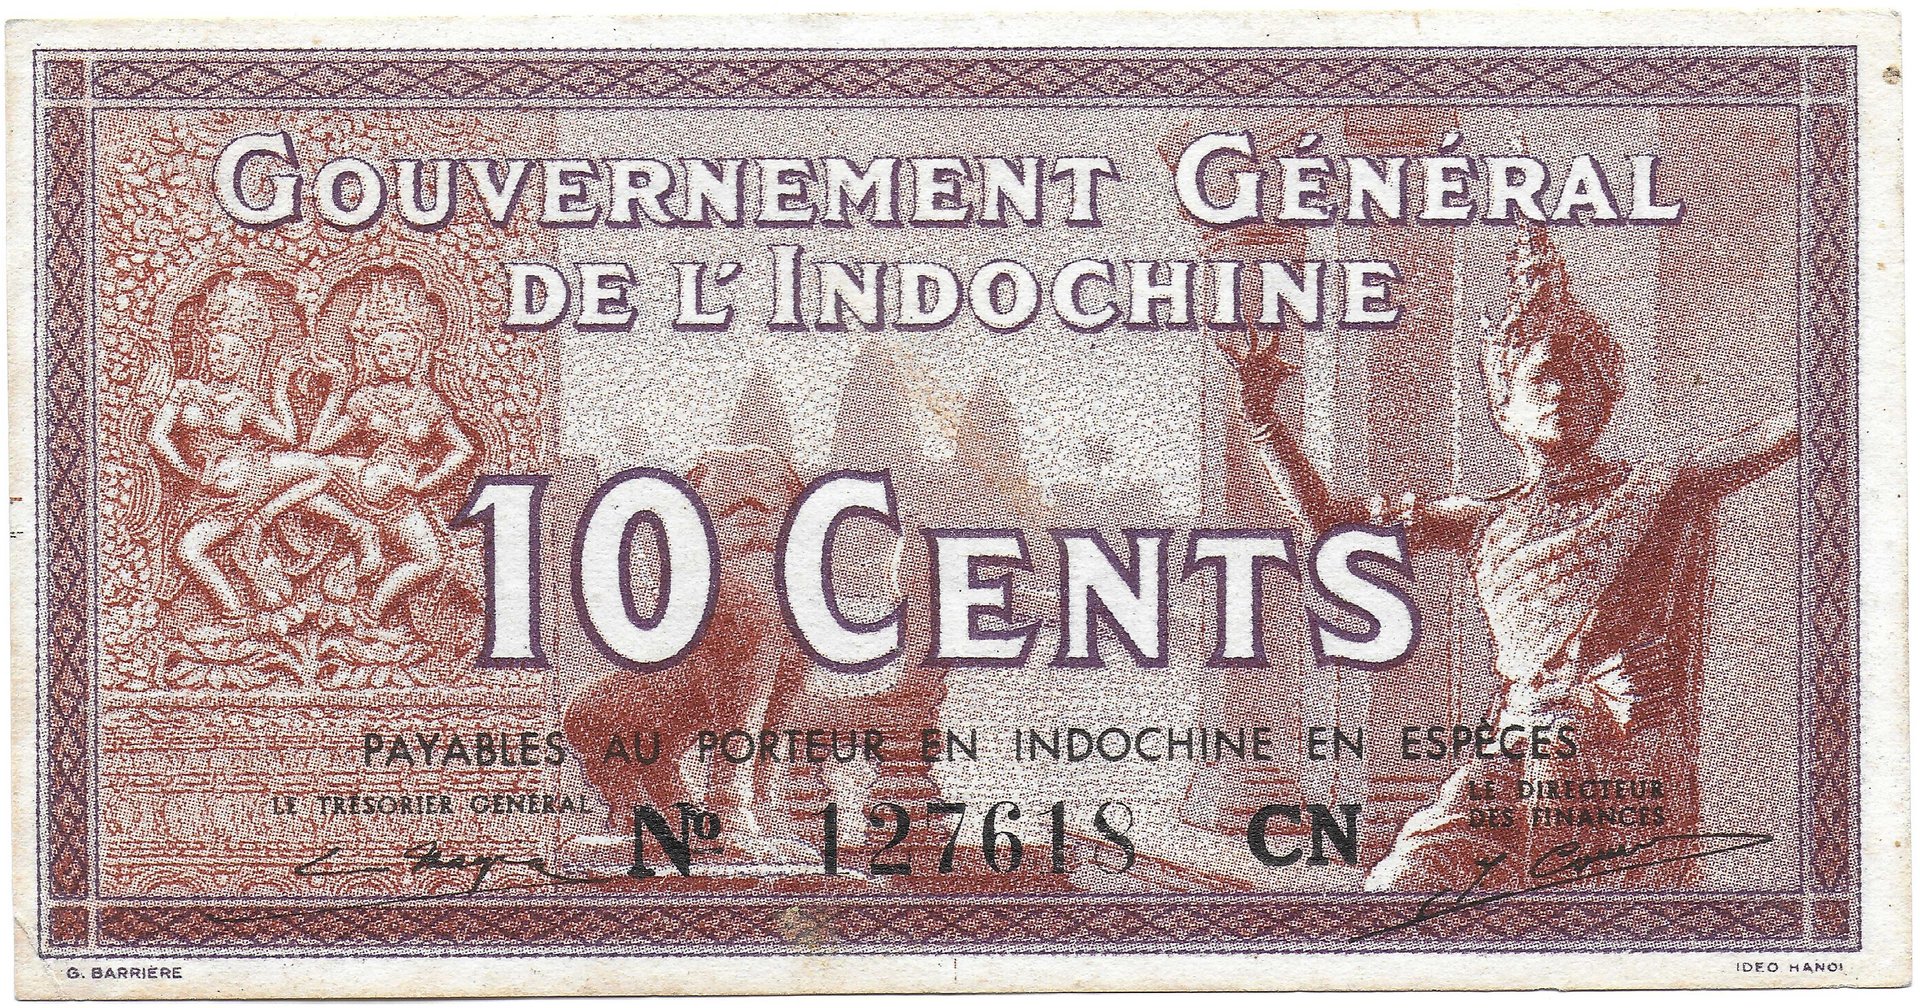 GOUVERNEMENT GÉNÉRAL
DE L'INDOCHINE
10 CENTS
PAYABLES AU PORTEUR EN INDOCHINE EN ESPÈCES
LE TRÉSORIER GÉNÉRAL
LE DIRECTEUR
DES FINANCES
Nº 127618 CN
G. BARRIÈRE
IDEO HANOI